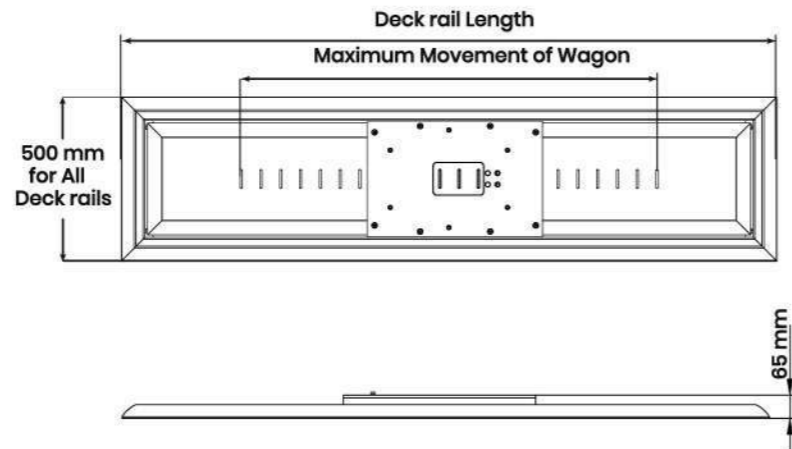 Deck rail Length
Maximum Movement of Wagon
500 mm
for All
Deck rails
65 mm